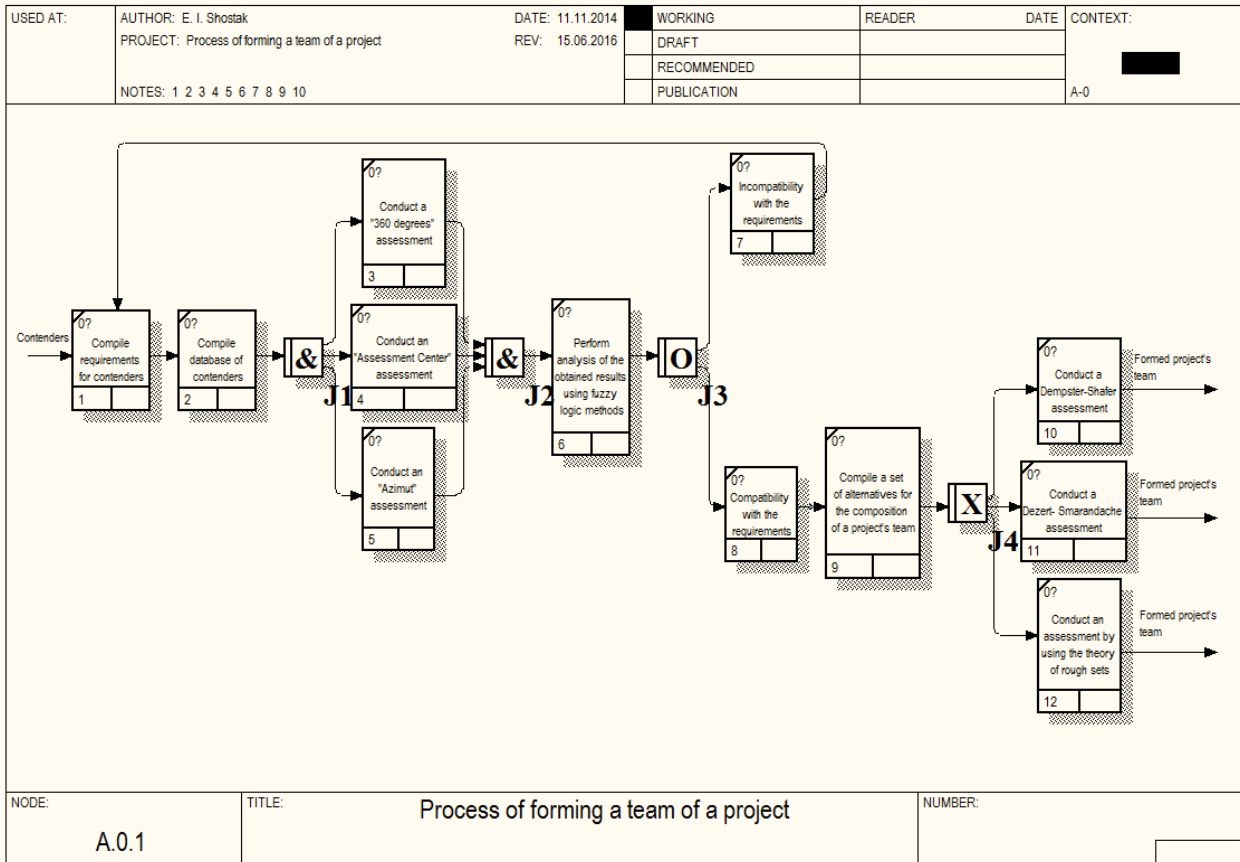 USED AT:
AUTHOR: E. I. Shostak
DATE: 11.11.2014
PROJECT: Process of forming a team of a project
REV: 15.06.2016
NOTES: 1 2 3 4 5 6 7 8 9 10
WORKING
DRAFT
RECOMMENDED
PUBLICATION
READER
DATE
CONTEXT:
A-0
Contenders
0?
Compile
requirements
for contenders
1
0?
Compile
database of
contenders
2
&
J1
0?
Conduct a
"360 degrees"
assessment
3
0?
Conduct an
"Assessment Center"
assessment
4
0?
Conduct an
"Azimut"
assessment
5
&
J2
0?
Perform
analysis of the
obtained results
using fuzzy
logic methods
6
O
J3
0?
Incompatibility
with the
requirements
7
0?
Compatibility
with the
requirements
8
0?
Compile a set
of alternatives for
the composition
of a project's team
9
X
J4
0?
Conduct a
Dempster-Shafer
assessment
10
Formed project's
team
0?
Conduct a
Dezert- Smarandache
assessment
11
Formed project's
team
0?
Conduct an
assessment by
using the theory
of rough sets
12
Formed project's
team
NODE:
A.0.1
TITLE:
Process of forming a team of a project
NUMBER: